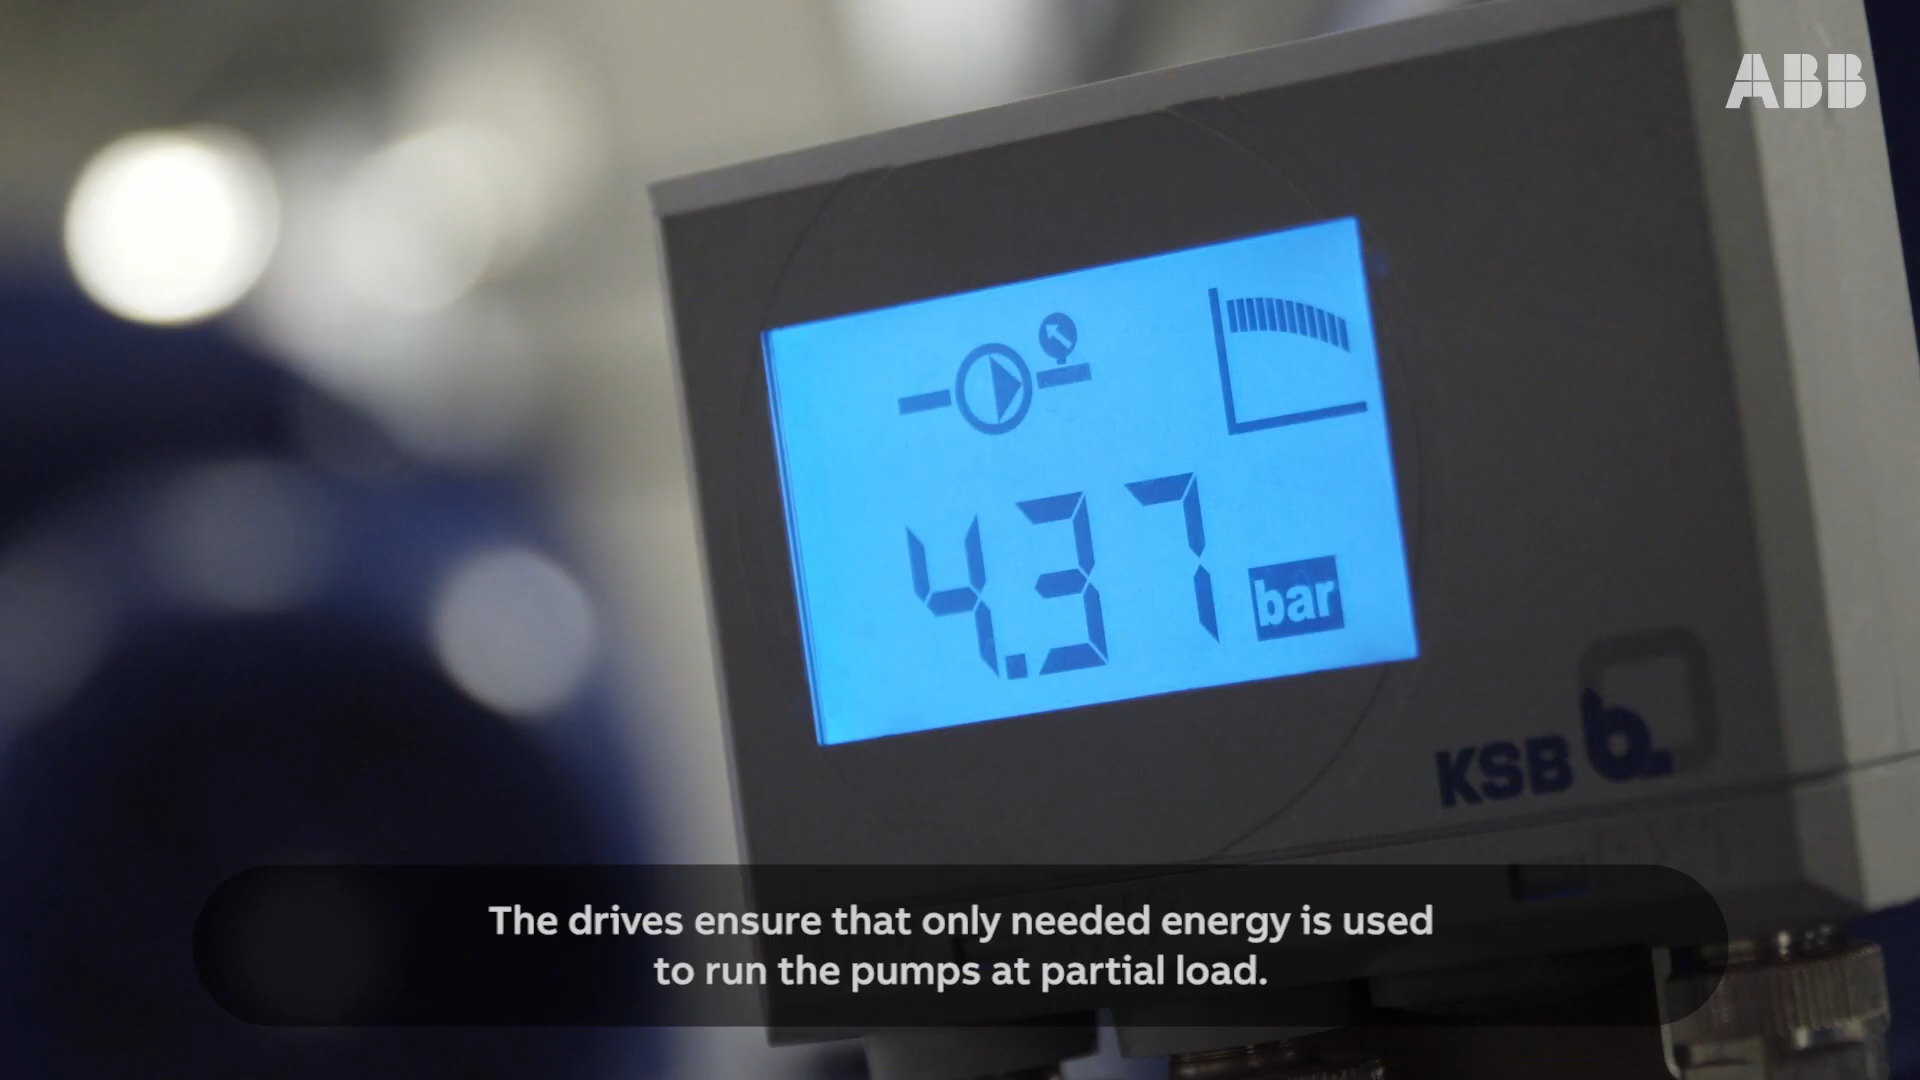 ABB
4.37 bar
KSB b.
The drives ensure that only needed energy is used
to run the pumps at partial load.